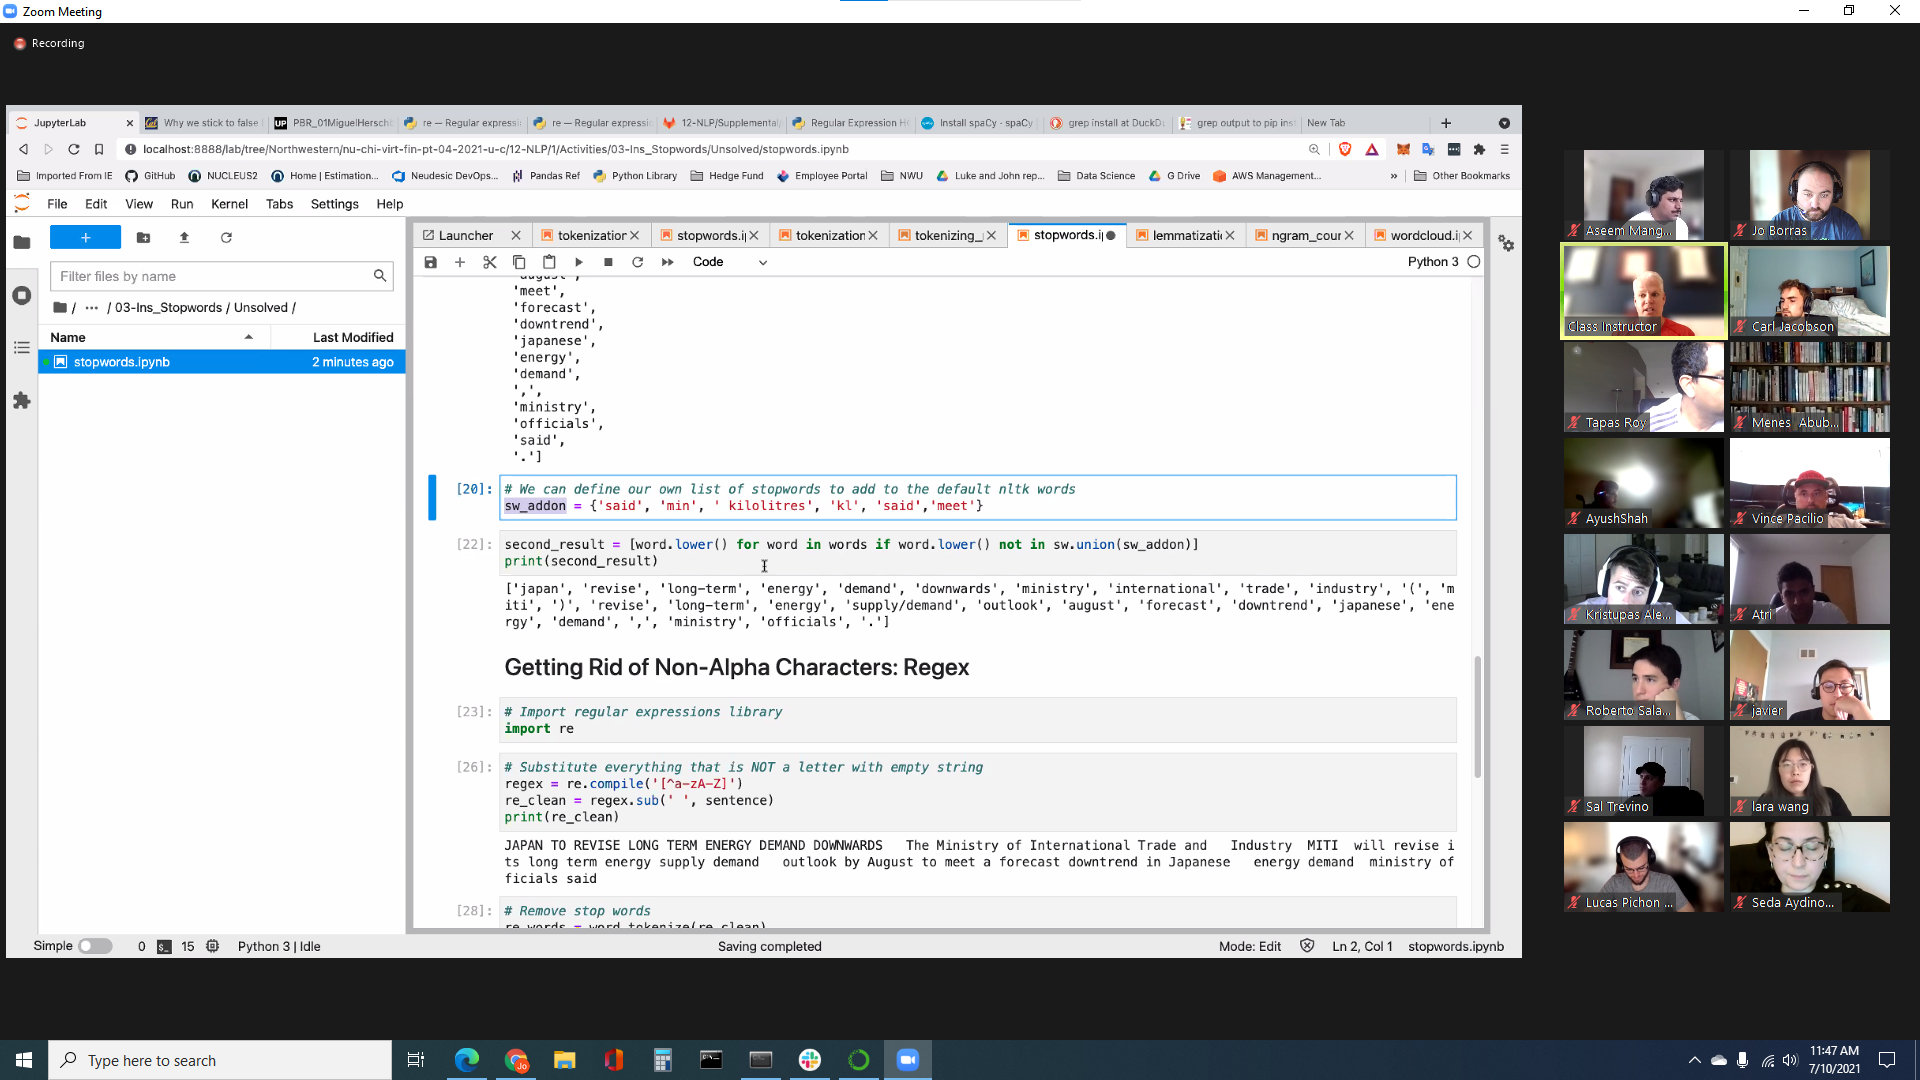 Zoom Meeting
Recording
JupyterLab
Why we stick to false
PBR_01MiguelHersch
re — Regular express
re — Regular expressi
12-NLP/Supplemental
Regular Expression H
Install spaCy · spaCy
grep install at DuckDu
grep output to pip ins
New Tab
localhost:8888/lab/tree/Northwestern/nu-chi-virt-fin-pt-04-2021-u-c/12-NLP/1/Activities/03-Ins_Stopwords/Unsolved/stopwords.ipynb
Imported From IE
GitHub
NUCLEUS2
Home | Estimation...
Neudesic DevOps...
Pandas Ref
Python Library
Hedge Fund
Employee Portal
NWU
Luke and John rep...
Data Science
G Drive
AWS Management...
»
Other Bookmarks
File Edit View Run Kernel Tabs Settings Help
Launcher
tokenization
stopwords.i
tokenization
tokenizing_
stopwords.i
lemmatizati
ngram_cour
wordcloud.i
Filter files by name
Code
Python 3
/ ··· / 03-Ins_Stopwords / Unsolved /
Name Last Modified
stopwords.ipynb 2 minutes ago
'august',
'meet',
'forecast',
'downtrend',
'japanese',
'energy',
'demand',
',',
'ministry',
'officials',
'said',
'.']
[20]: # We can define our own list of stopwords to add to the default nltk words
sw_addon = {'said', 'min', ' kilolitres', 'kl', 'said','meet'}
[22]: second_result = [word.lower() for word in words if word.lower() not in sw.union(sw_addon)]
print(second_result)
['japan', 'revise', 'long-term', 'energy', 'demand', 'downwards', 'ministry', 'international', 'trade', 'industry', '(', 'm
iti', ')', 'revise', 'long-term', 'energy', 'supply/demand', 'outlook', 'august', 'forecast', 'downtrend', 'japanese', 'ene
rgy', 'demand', ',', 'ministry', 'officials', '.']
Getting Rid of Non-Alpha Characters: Regex
[23]: # Import regular expressions library
import re
[26]: # Substitute everything that is NOT a letter with empty string
regex = re.compile('[^a-zA-Z]')
re_clean = regex.sub(' ', sentence)
print(re_clean)
JAPAN TO REVISE LONG TERM ENERGY DEMAND DOWNWARDS   The Ministry of International Trade and   Industry  MITI  will revise i
ts long term energy supply demand   outlook by August to meet a forecast downtrend in Japanese   energy demand  ministry of
ficials said
[28]: # Remove stop words
re_words = word_tokenize(re_clean)
Simple 0 15 Python 3 | Idle Saving completed Mode: Edit Ln 2, Col 1 stopwords.ipynb
Aseem Mang...
Jo Borras
Class Instructor
Carl Jacobson
Tapas Roy
Menes Abub...
AyushShah
Vince Pacilio
Kristupas Ale...
Atri
Roberto Sala...
javier
Sal Trevino
lara wang
Lucas Pichon ...
Seda Aydino...
Type here to search
11:47 AM
7/10/2021